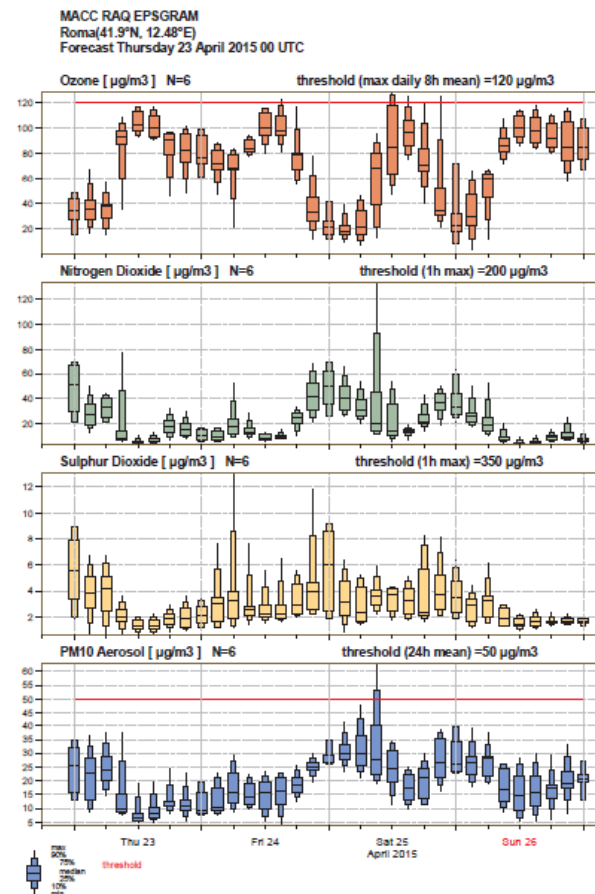 MACC RAQ EPSGRAM
Roma(41.9°N, 12.48°E)
Forecast Thursday 23 April 2015 00 UTC
Ozone [ µg/m3 ] N=6 threshold (max daily 8h mean) =120 µg/m3
120
100
80
60
40
20
Nitrogen Dioxide [ µg/m3 ] N=6 threshold (1h max) =200 µg/m3
120
100
80
60
40
20
Sulphur Dioxide [ µg/m3 ] N=6 threshold (1h max) =350 µg/m3
12
10
8
6
4
2
PM10 Aerosol [ µg/m3 ] N=6 threshold (24h mean) =50 µg/m3
60
55
50
45
40
35
30
25
20
15
10
5
Thu 23 Fri 24 Sat 25 Sun 26
April 2015
max
90%
75%
median
25%
10%
min
threshold